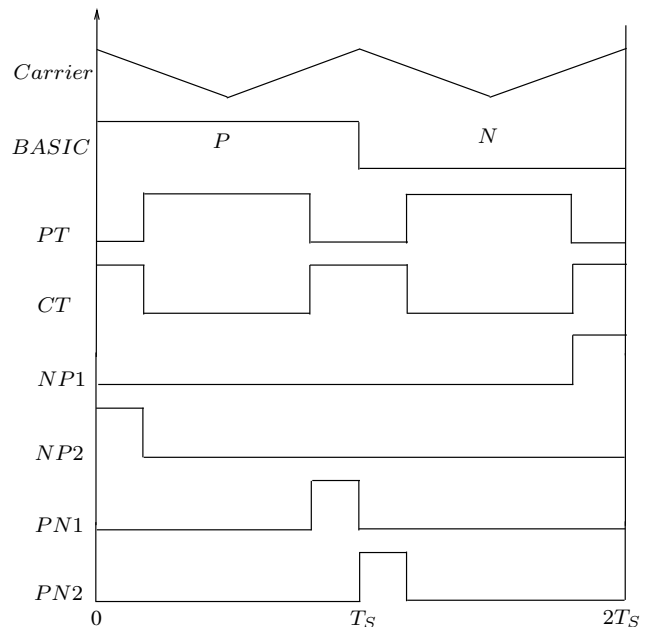 Carrier
P
N
BASIC
PT
CT
NP1
NP2
PN1
PN2
0 T_S 2T_S